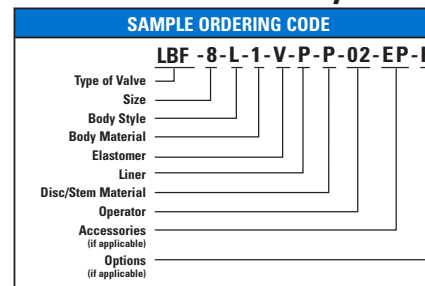 SAMPLE ORDERING CODE
LBF - 8 - L - 1 - V - P - P - 02 - EP -
Type of Valve
Size
Body Style
Body Material
Elastomer
Liner
Disc/Stem Material
Operator
Accessories
(if applicable)
Options
(if applicable)